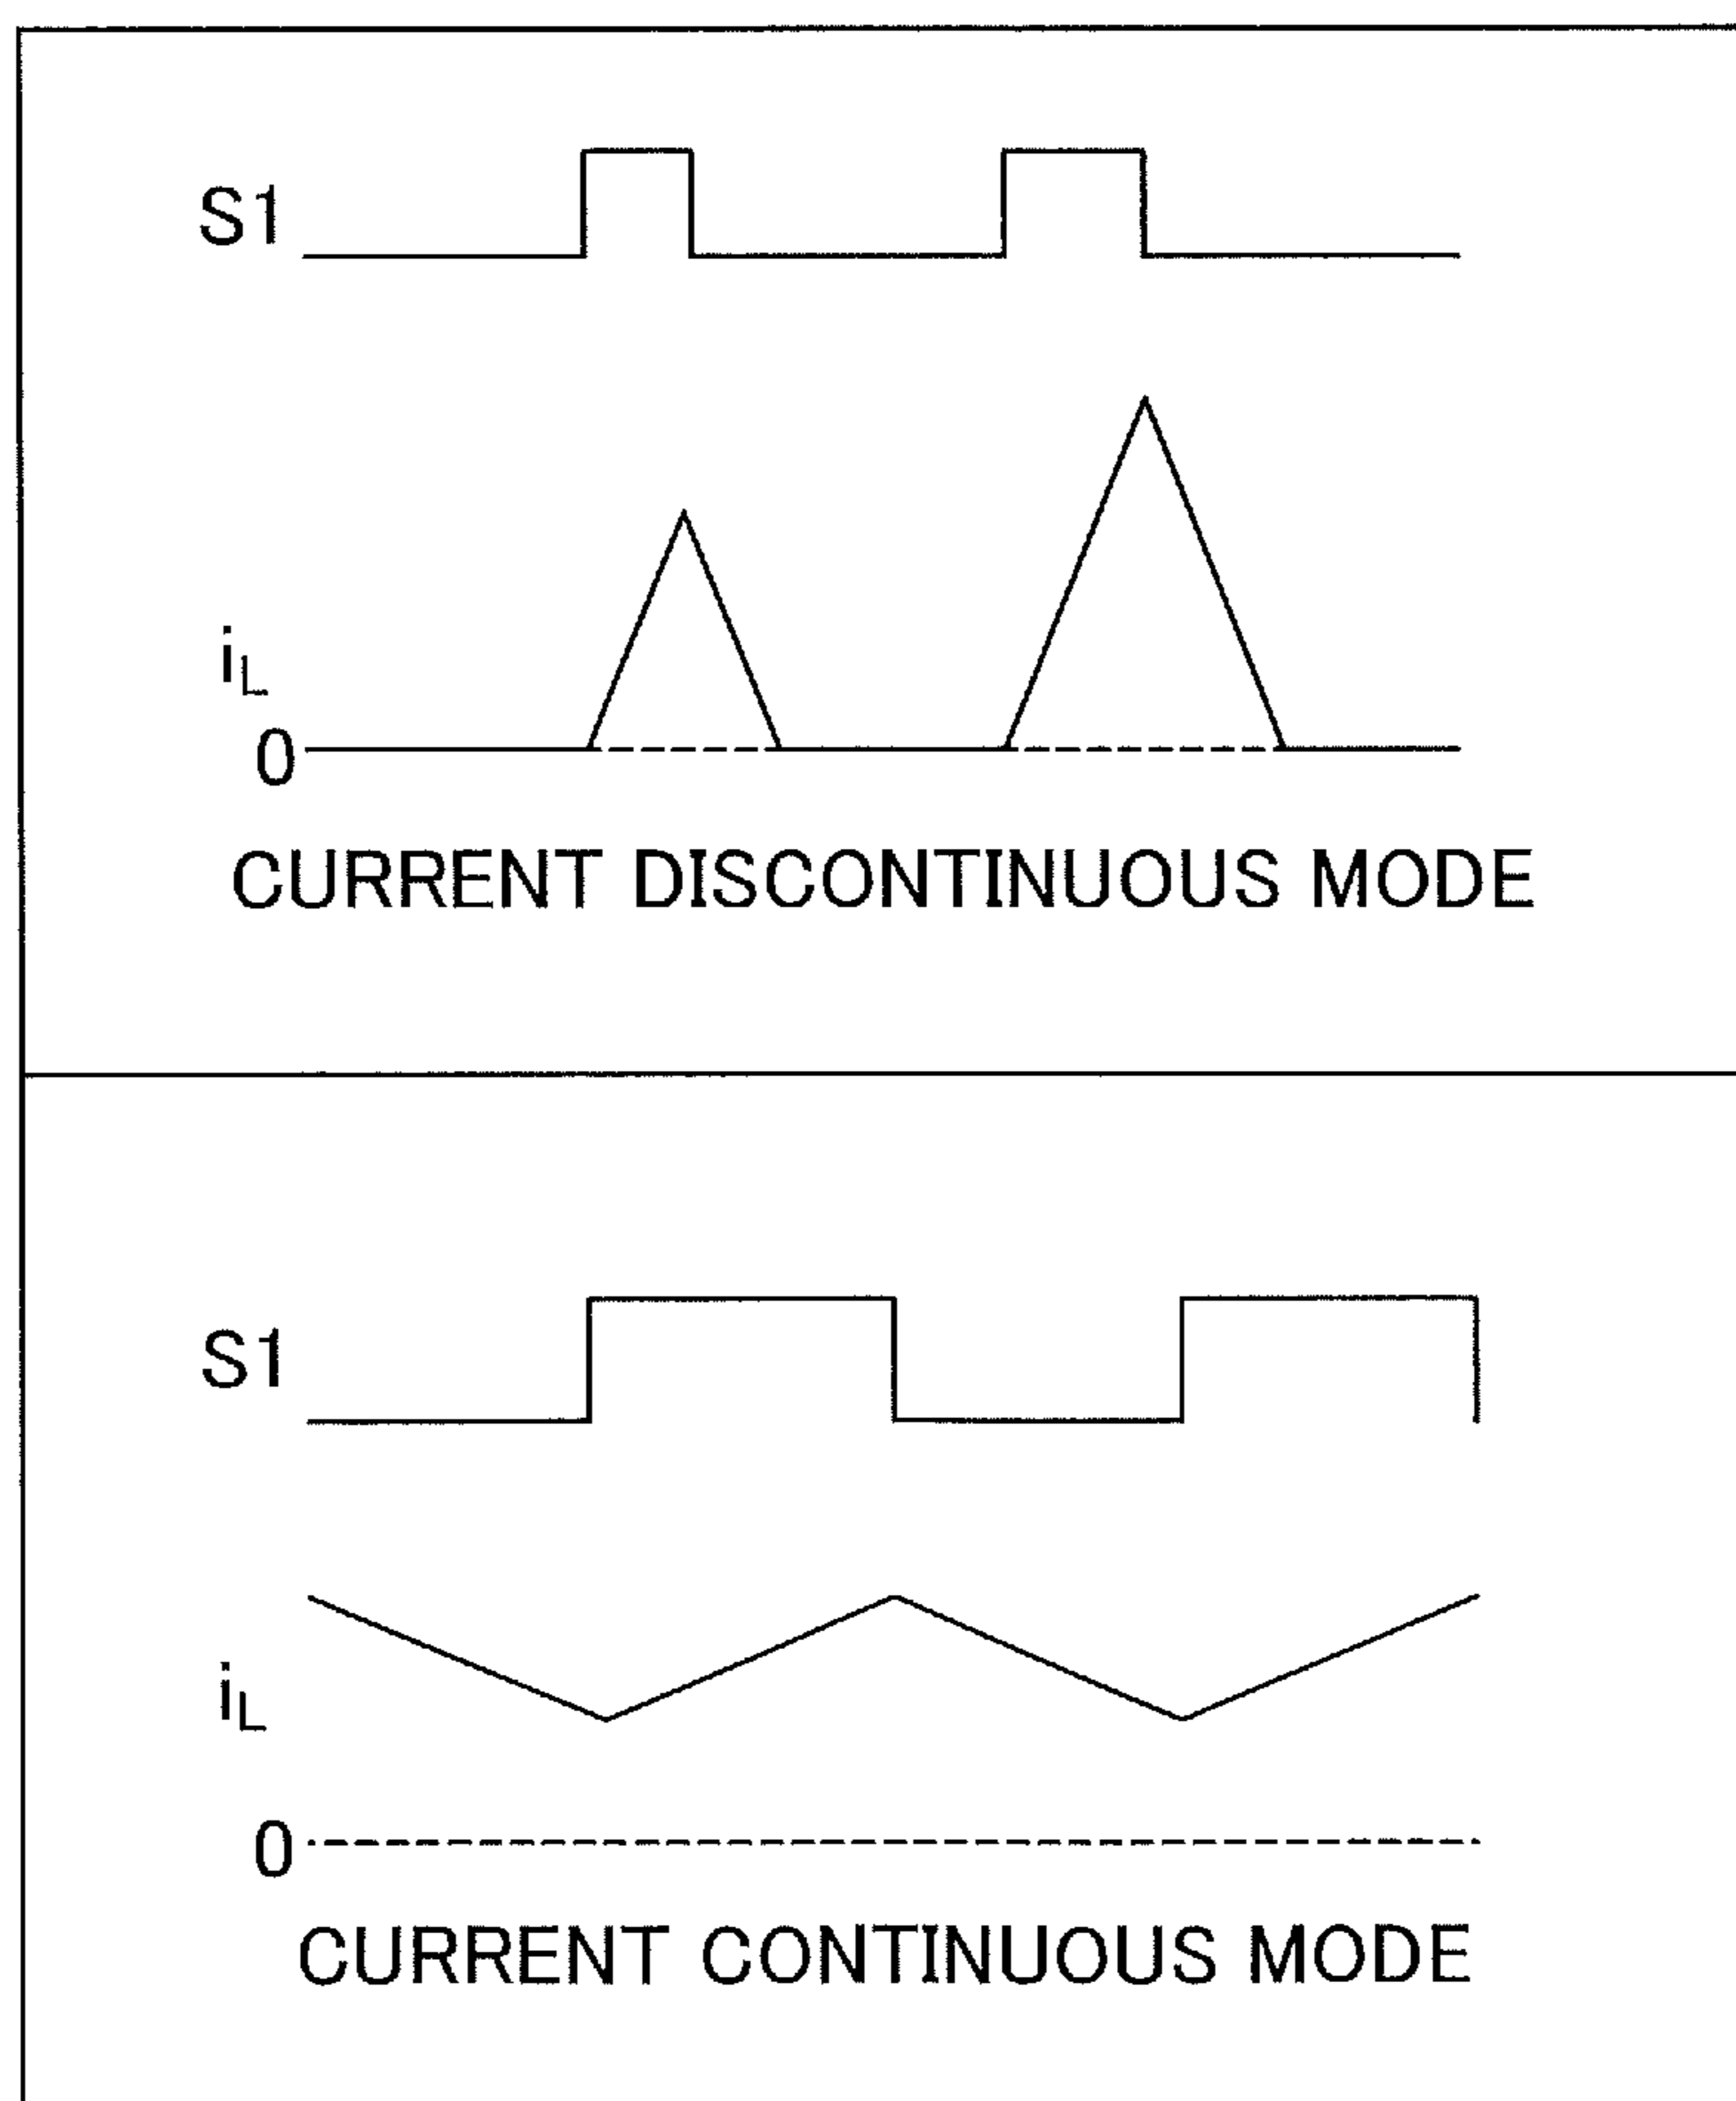 S1
iL
0
CURRENT DISCONTINUOUS MODE
S1
iL
0
CURRENT CONTINUOUS MODE